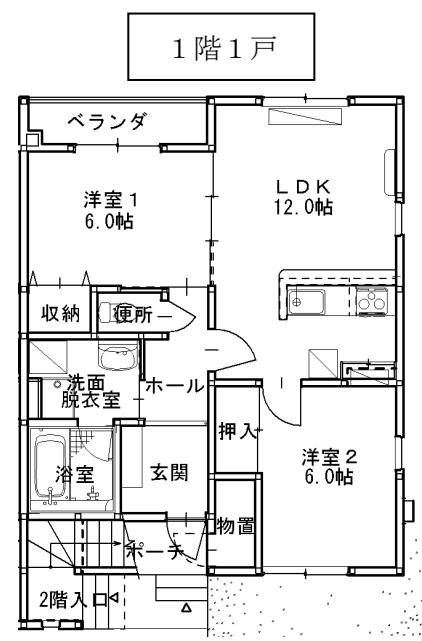 1階1戸
ベランダ
洋室1
6.0帖
LDK
12.0帖
収納
便所
洗面
脱衣室
ホール
押入
洋室2
6.0帖
浴室
玄関
物置
ポーチ
2階入口